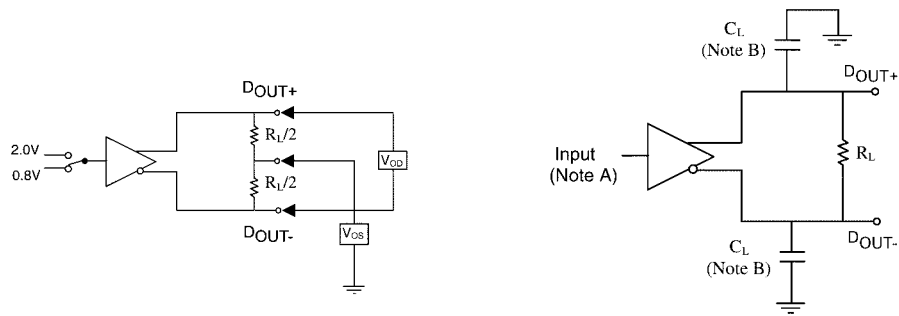 DOUT+
RL/2
RL/2
2.0V
0.8V
VOD
DOUT-
VOS
CL
(Note B)
DOUT+
Input
(Note A)
RL
DOUT-
CL
(Note B)